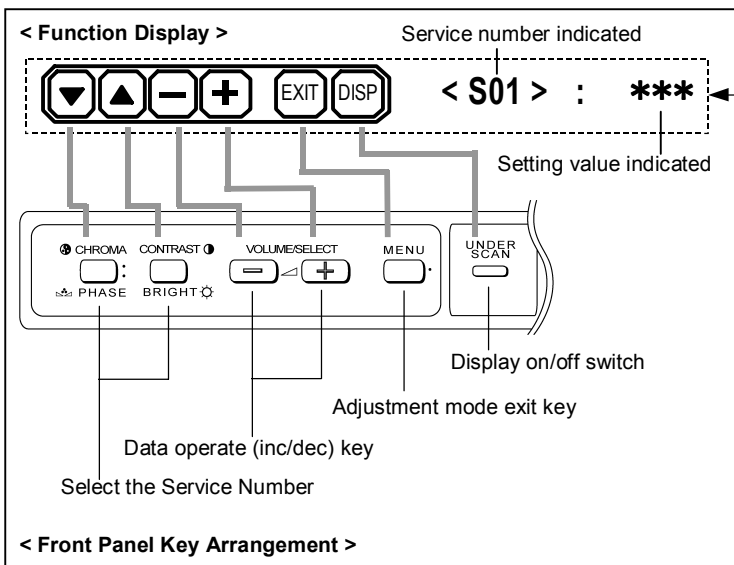 < Function Display >
Service number indicated
EXIT DISP < S01 > : ***
Setting value indicated
CHROMA CONTRAST VOLUME/SELECT MENU UNDER SCAN
PHASE BRIGHT
Display on/off switch
Adjustment mode exit key
Data operate (inc/dec) key
Select the Service Number
< Front Panel Key Arrangement >